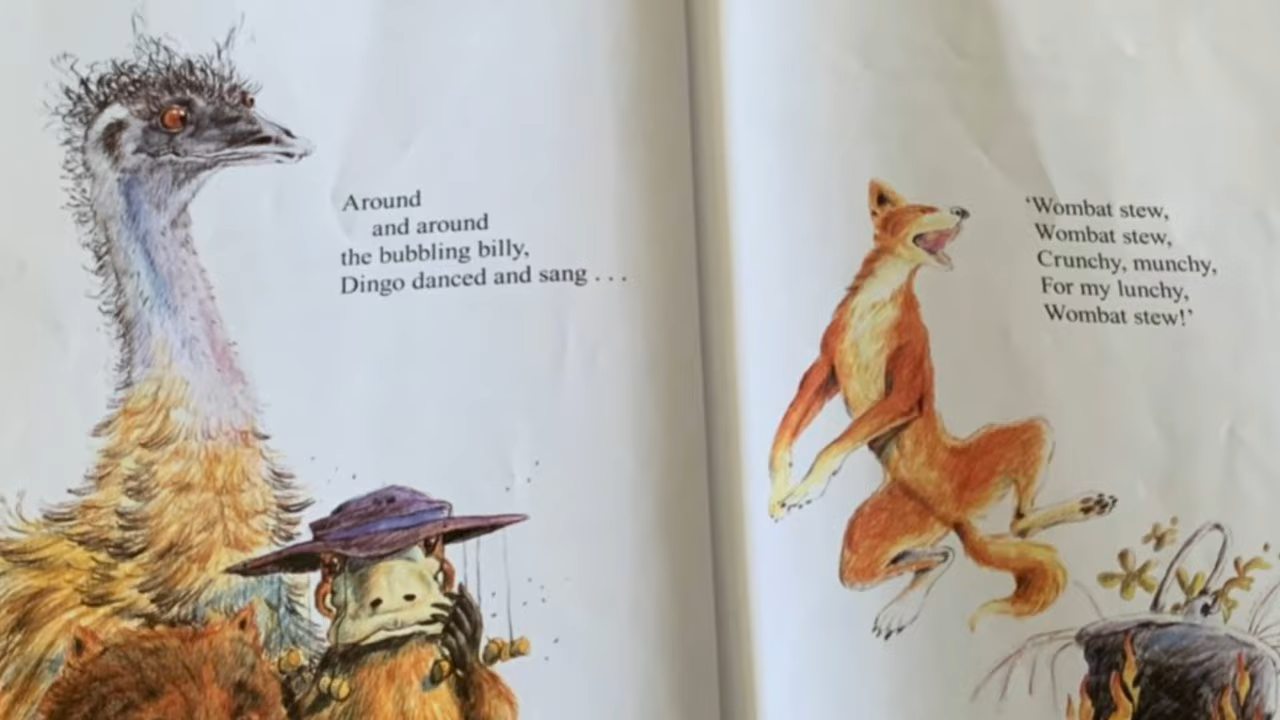 Around
and around
the bubbling billy,
Dingo danced and sang . . .
‘Wombat stew,
Wombat stew,
Crunchy, munchy,
For my lunchy,
Wombat stew!’